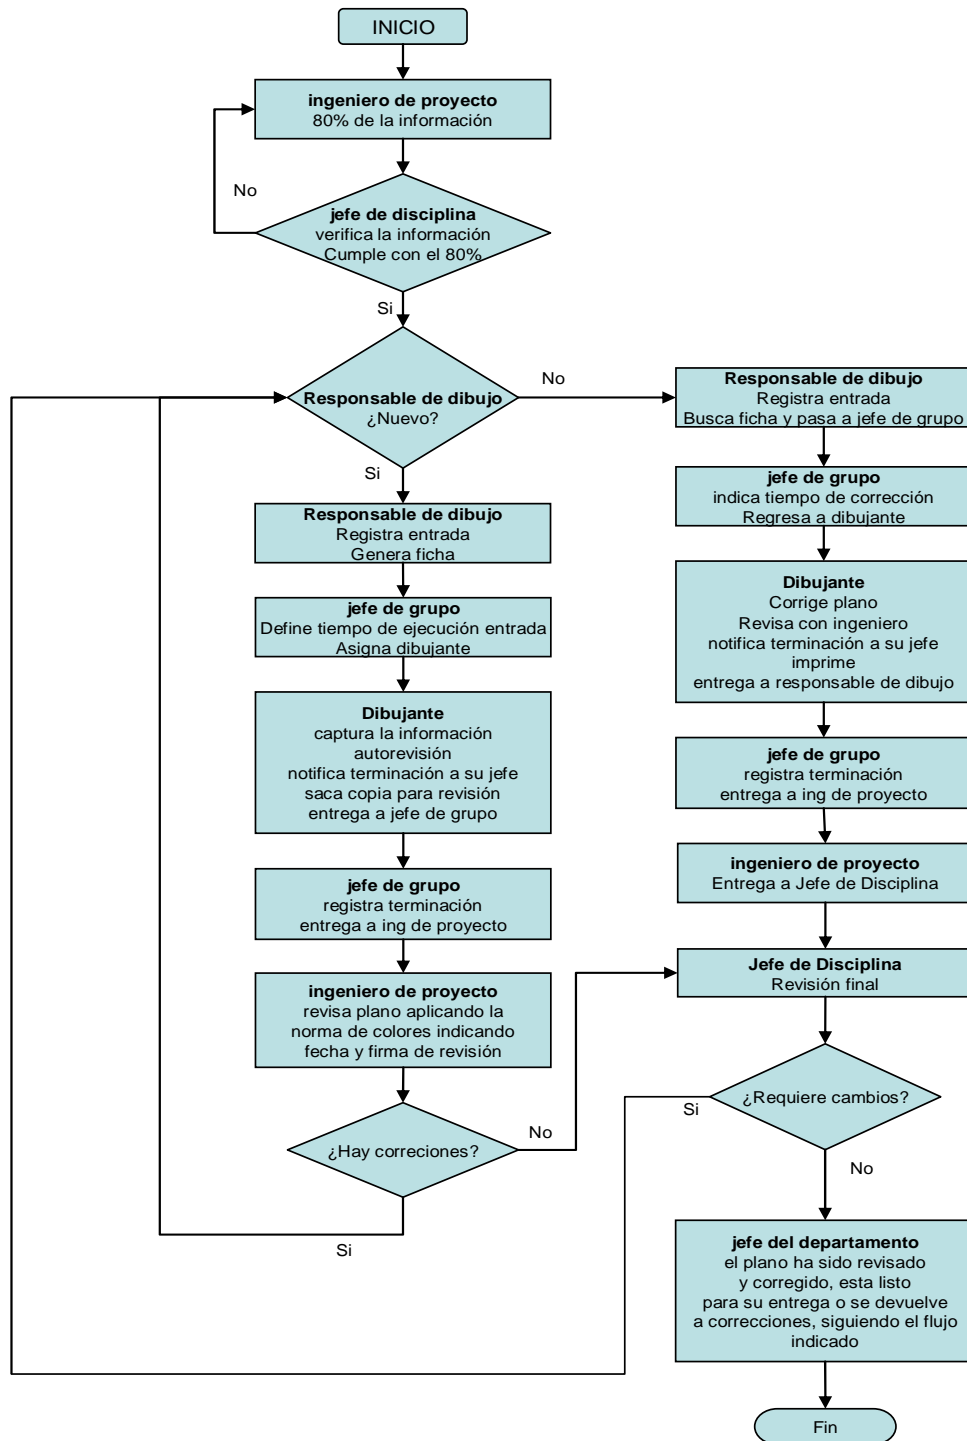 INICIO
ingeniero de proyecto
80% de la información
No
jefe de disciplina
verifica la información
Cumple con el 80%
Si
Responsable de dibujo
¿Nuevo?
No
Si
Responsable de dibujo
Registra entrada
Genera ficha
jefe de grupo
Define tiempo de ejecución entrada
Asigna dibujante
Dibujante
captura la información
autorevisión
notifica terminación a su jefe
saca copia para revisión
entrega a jefe de grupo
jefe de grupo
registra terminación
entrega a ing de proyecto
ingeniero de proyecto
revisa plano aplicando la
norma de colores indicando
fecha y firma de revisión
¿Hay correciones?
No
Si
Responsable de dibujo
Registra entrada
Busca ficha y pasa a jefe de grupo
jefe de grupo
indica tiempo de corrección
Regresa a dibujante
Dibujante
Corrige plano
Revisa con ingeniero
notifica terminación a su jefe
imprime
entrega a responsable de dibujo
jefe de grupo
registra terminación
entrega a ing de proyecto
ingeniero de proyecto
Entrega a Jefe de Disciplina
Jefe de Disciplina
Revisión final
¿Requiere cambios?
Si
No
jefe del departamento
el plano ha sido revisado
y corregido, esta listo
para su entrega o se devuelve
a correcciones, siguiendo el flujo
indicado
Fin